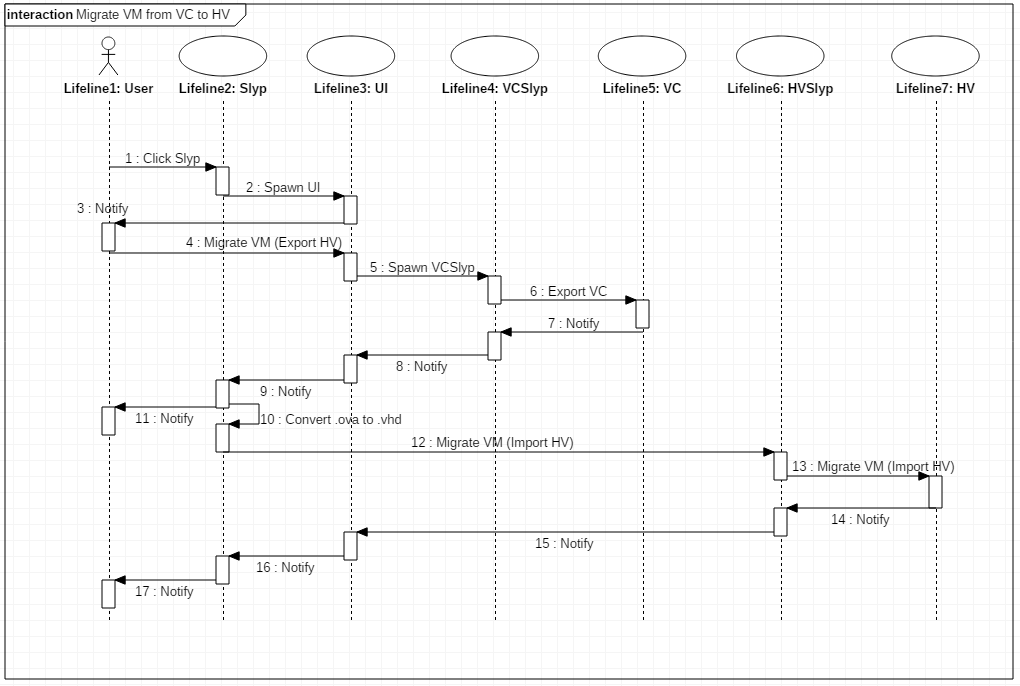 interaction Migrate VM from VC to HV
Lifeline1: User
Lifeline2: Slyp
Lifeline3: UI
Lifeline4: VCSlyp
Lifeline5: VC
Lifeline6: HVSlyp
Lifeline7: HV
1 : Click Slyp
2 : Spawn UI
3 : Notify
4 : Migrate VM (Export HV)
5 : Spawn VCSlyp
6 : Export VC
7 : Notify
8 : Notify
9 : Notify
11 : Notify
10 : Convert .ova to .vhd
12 : Migrate VM (Import HV)
13 : Migrate VM (Import HV)
14 : Notify
15 : Notify
16 : Notify
17 : Notify